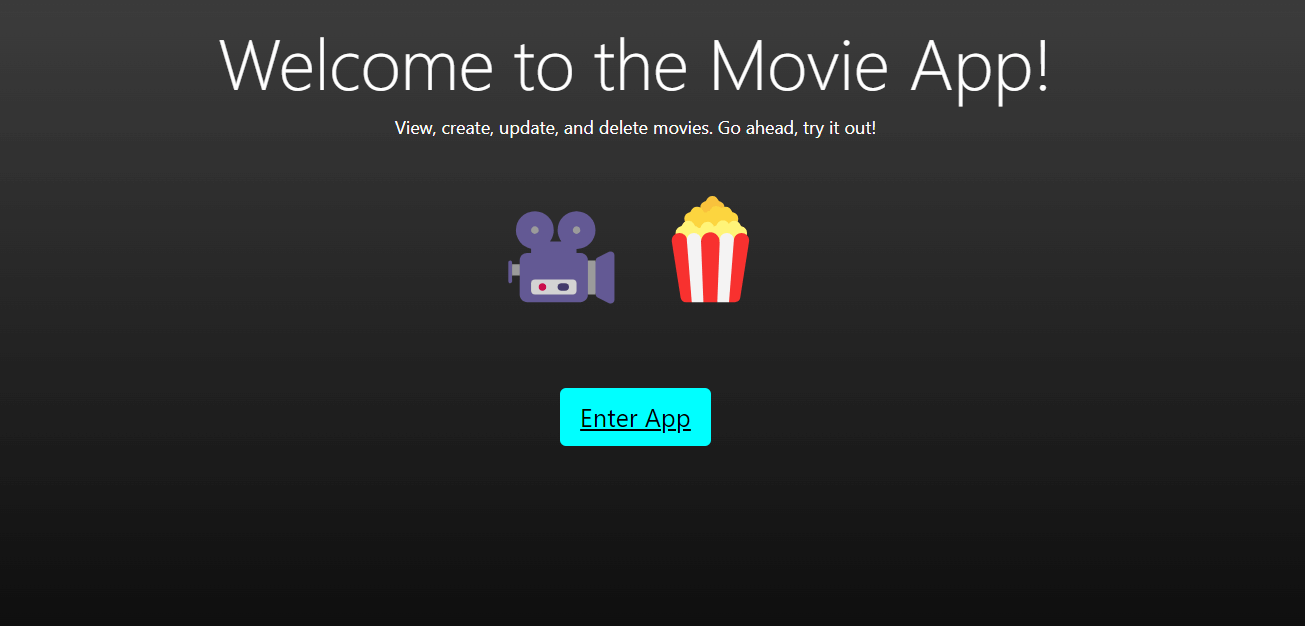 Welcome to the Movie App!
View, create, update, and delete movies. Go ahead, try it out!
Enter App